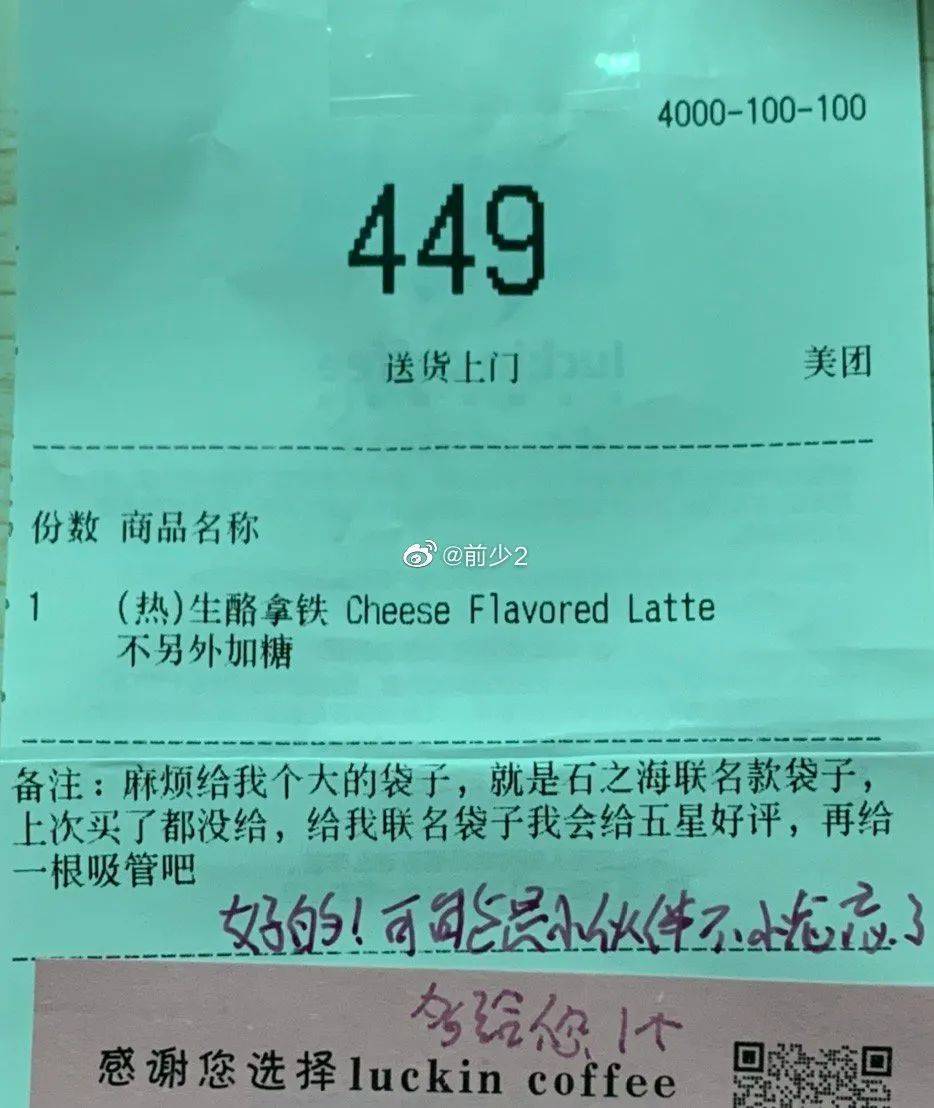 4000-100-100
449
送货上门 美团
份数 商品名称
@前少2
1 (热)生酪拿铁 Cheese Flavored Latte
不另外加糖
备注：麻烦给我个大的袋子，就是石之海联名款袋子，
上次买了都没给，给我联名袋子我会给五星好评，再给
一根吸管吧
好的！可能是小伙伴不小心忘了
多给您1个
感谢您选择luckin coffee